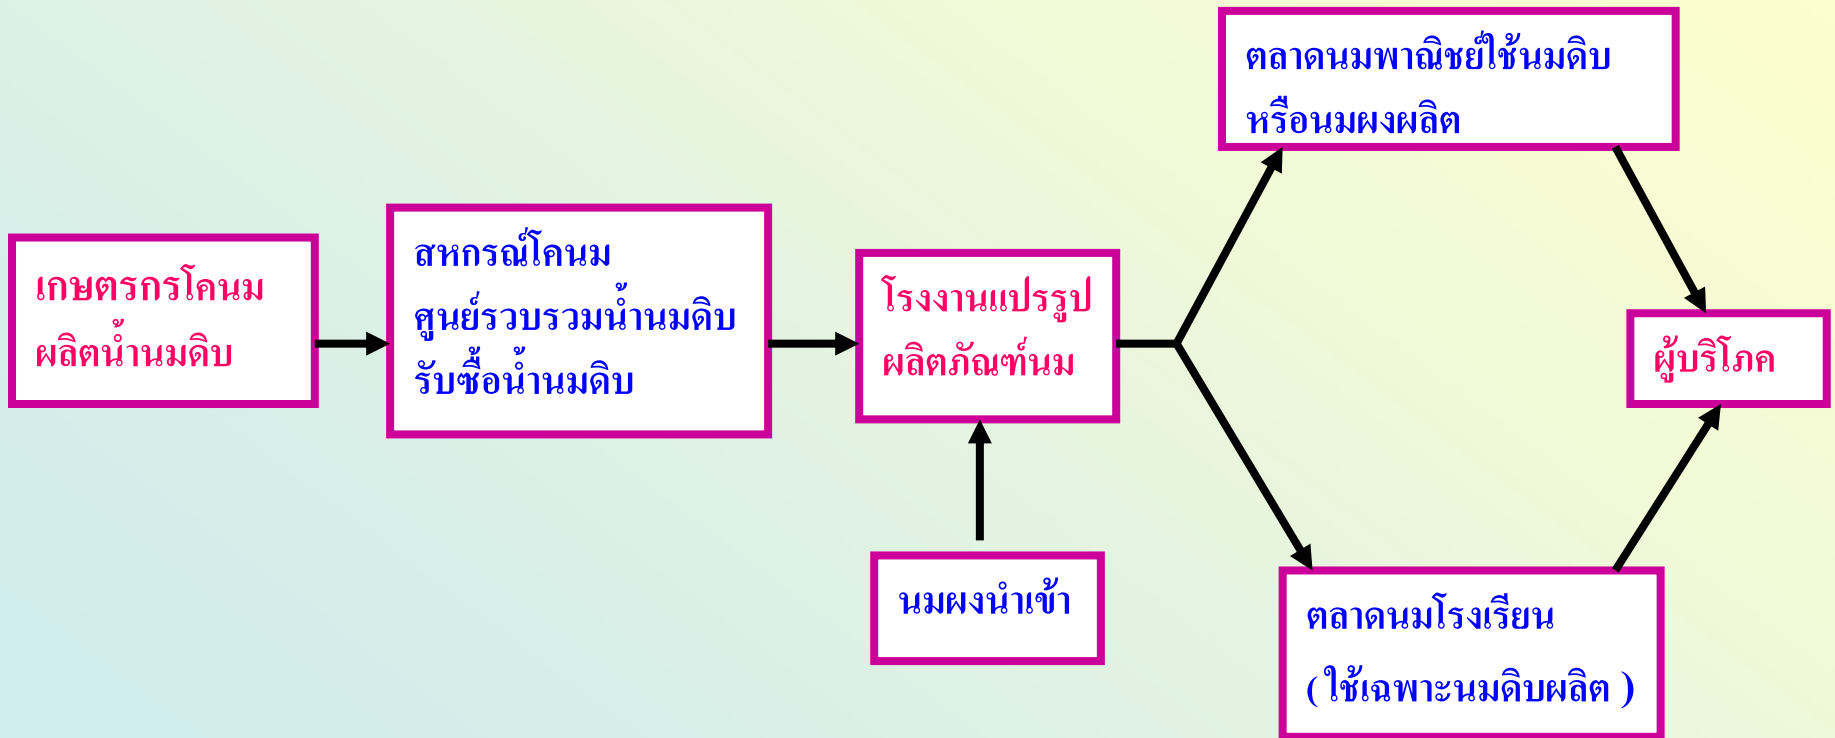 เกษตรกรโคนม
ผลิตน้ำนมดิบ
สหกรณ์โคนม
ศูนย์รวบรวมน้ำนมดิบ
รับซื้อน้ำนมดิบ
โรงงานแปรรูป
ผลิตภัณฑ์นม
นมผงนำเข้า
ตลาดนมพาณิชย์ใช้นมดิบ
หรือนมผงผลิต
ตลาดนมโรงเรียน
( ใช้เฉพาะนมดิบผลิต )
ผู้บริโภค